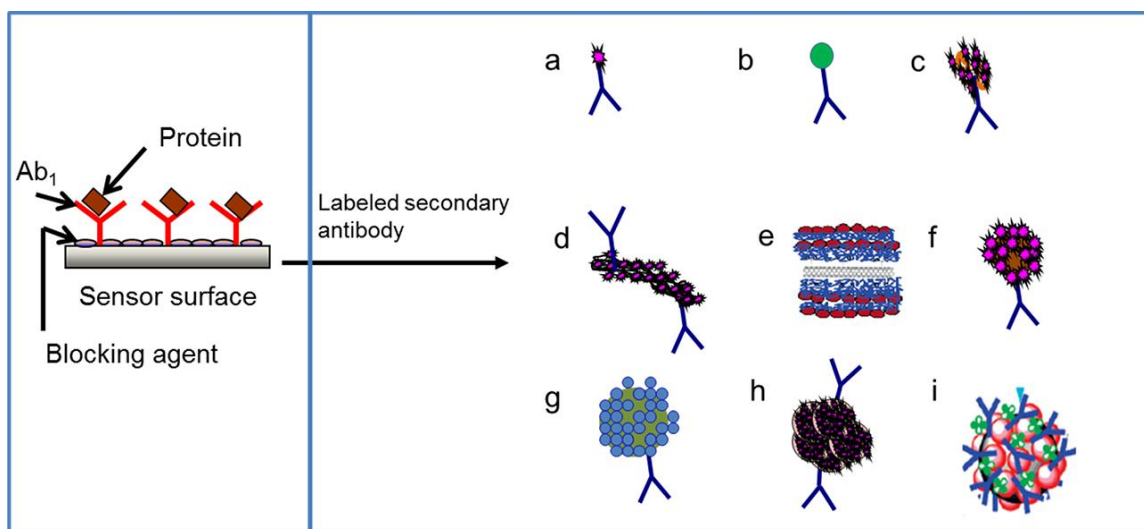 Protein
Ab₁
Sensor surface
Blocking agent
Labeled secondary
antibody
a
b
c
d
e
f
g
h
i